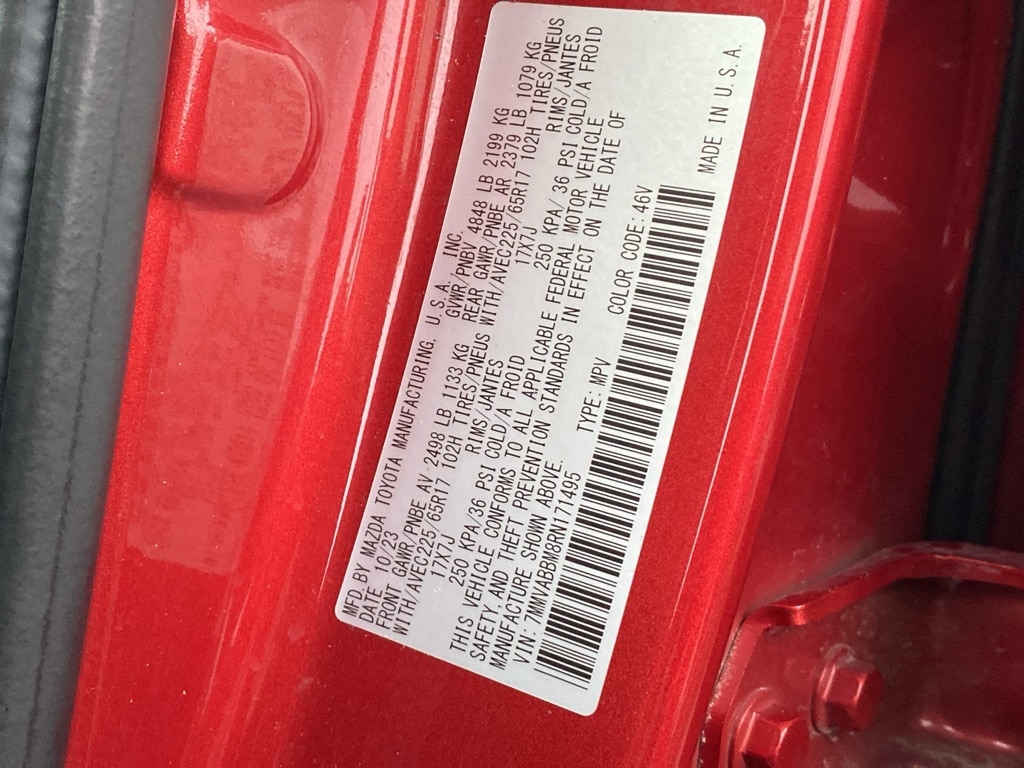 MFD BY MAZDA TOYOTA MANUFACTURING, U.S.A. INC.
DATE 10/23 GVWR/PNBV 4848 LB 2199 KG
FRONT GAWR/PNBE AV 2498 LB 1133 KG REAR GAWR/PNBE AR 2379 LB 1079 KG
WITH/AVEC225/65R17 102H TIRES/PNEUS WITH/AVEC225/65R17 102H TIRES/PNEUS
17X7J RIMS/JANTES 17X7J RIMS/JANTES
250 KPA/36 PSI COLD/A FROID 250 KPA/ 36 PSI COLD/A FROID
THIS VEHICLE CONFORMS TO ALL APPLICABLE FEDERAL MOTOR VEHICLE
SAFETY, AND THEFT PREVENTION STANDARDS IN EFFECT ON THE DATE OF
MANUFACTURE SHOWN ABOVE.
VIN: 7MMVABBM8RN171495 TYPE: MPV COLOR CODE: 46V
MADE IN U.S.A.